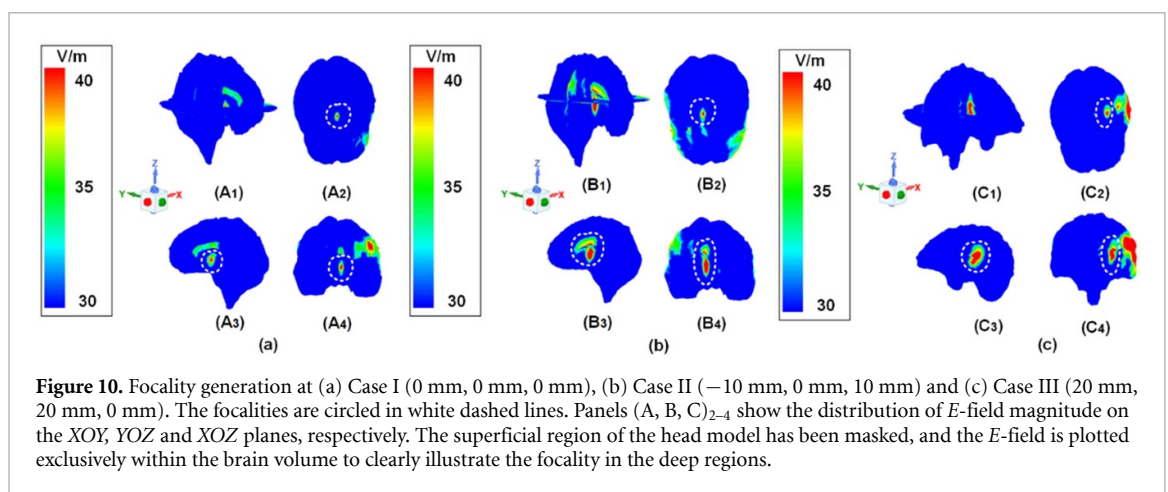 V/m
40
35
30
Z
Y
X
(A1)
(A2)
(A3)
(A4)
(a)
V/m
40
35
30
Z
Y
X
(B1)
(B2)
(B3)
(B4)
(b)
V/m
40
35
30
Z
Y
X
(C1)
(C2)
(C3)
(C4)
(c)
Figure 10. Focality generation at (a) Case I (0 mm, 0 mm, 0 mm), (b) Case II (−10 mm, 0 mm, 10 mm) and (c) Case III (20 mm,
20 mm, 0 mm). The focalities are circled in white dashed lines. Panels (A, B, C)2–4 show the distribution of E-field magnitude on
the XOY, YOZ and XOZ planes, respectively. The superficial region of the head model has been masked, and the E-field is plotted
exclusively within the brain volume to clearly illustrate the focality in the deep regions.